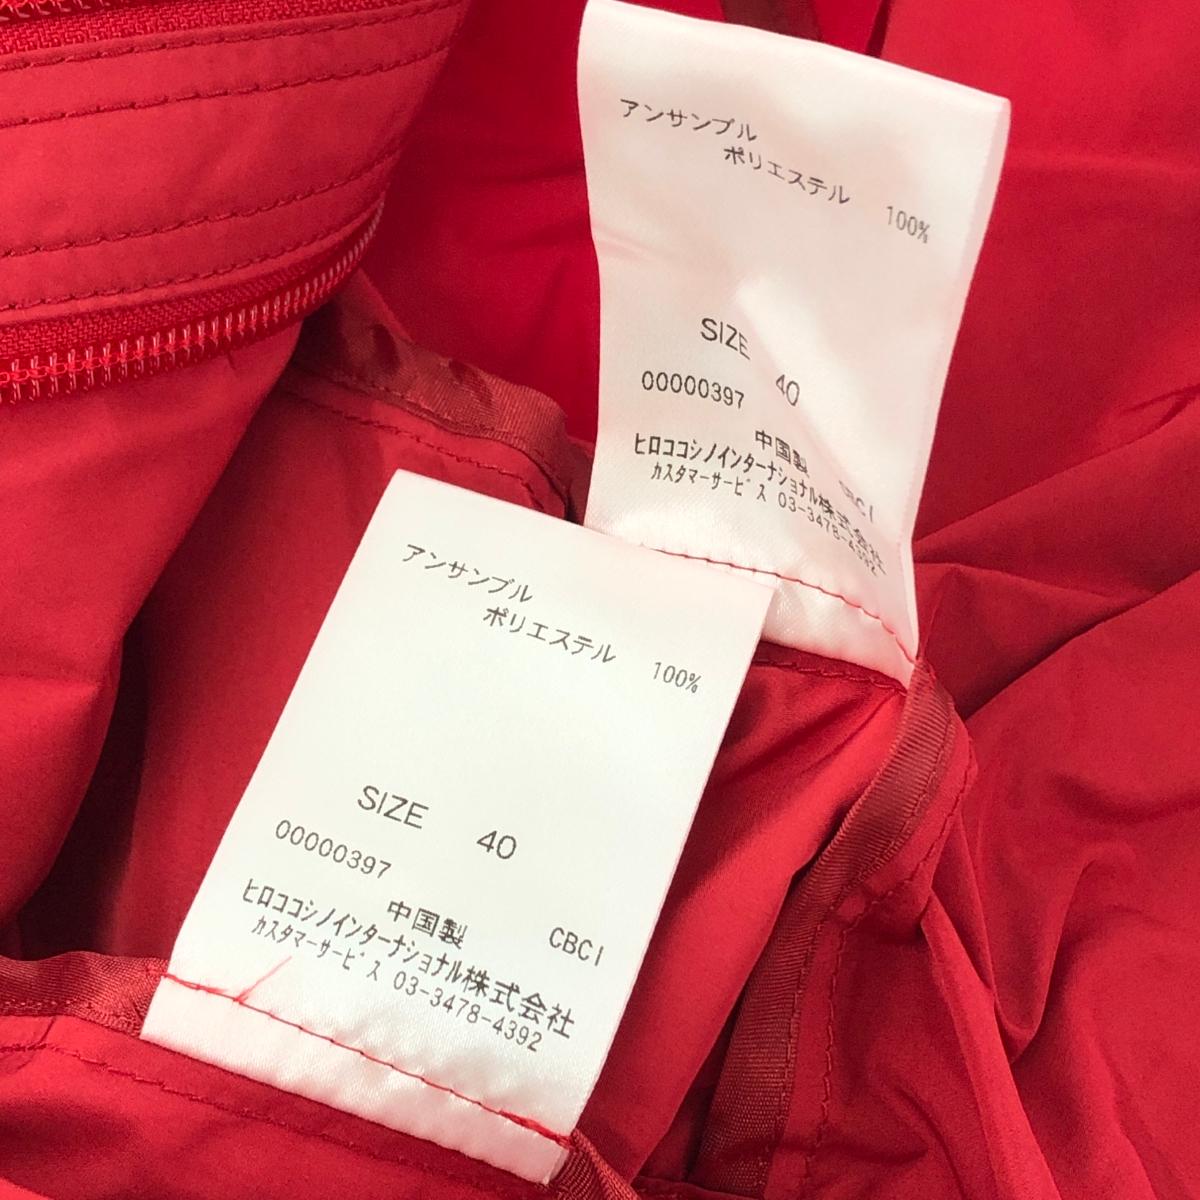 アンサンブル
ポリエステル 100%
SIZE 40
00000397
中国製 CBCI
ヒロココシノインターナショナル株式会社
カスタマーサービス 03-3478-4392
アンサンブル
ポリエステル 100%
SIZE 40
00000397
中国製 CBCI
ヒロココシノインターナショナル株式会社
カスタマーサービス 03-3478-4392